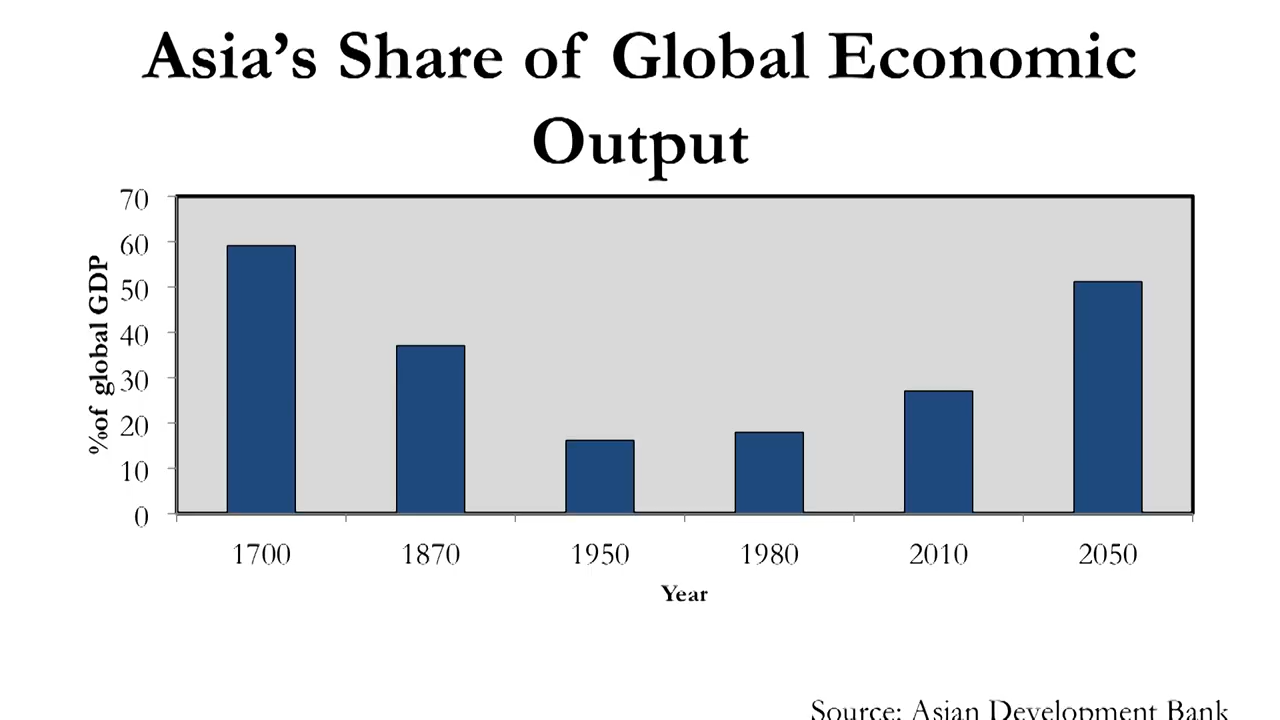 Asia’s Share of Global Economic
Output
70
60
50
40
30
20
10
0
%of global GDP
1700 1870 1950 1980 2010 2050
Year
Source: Asian Development Bank